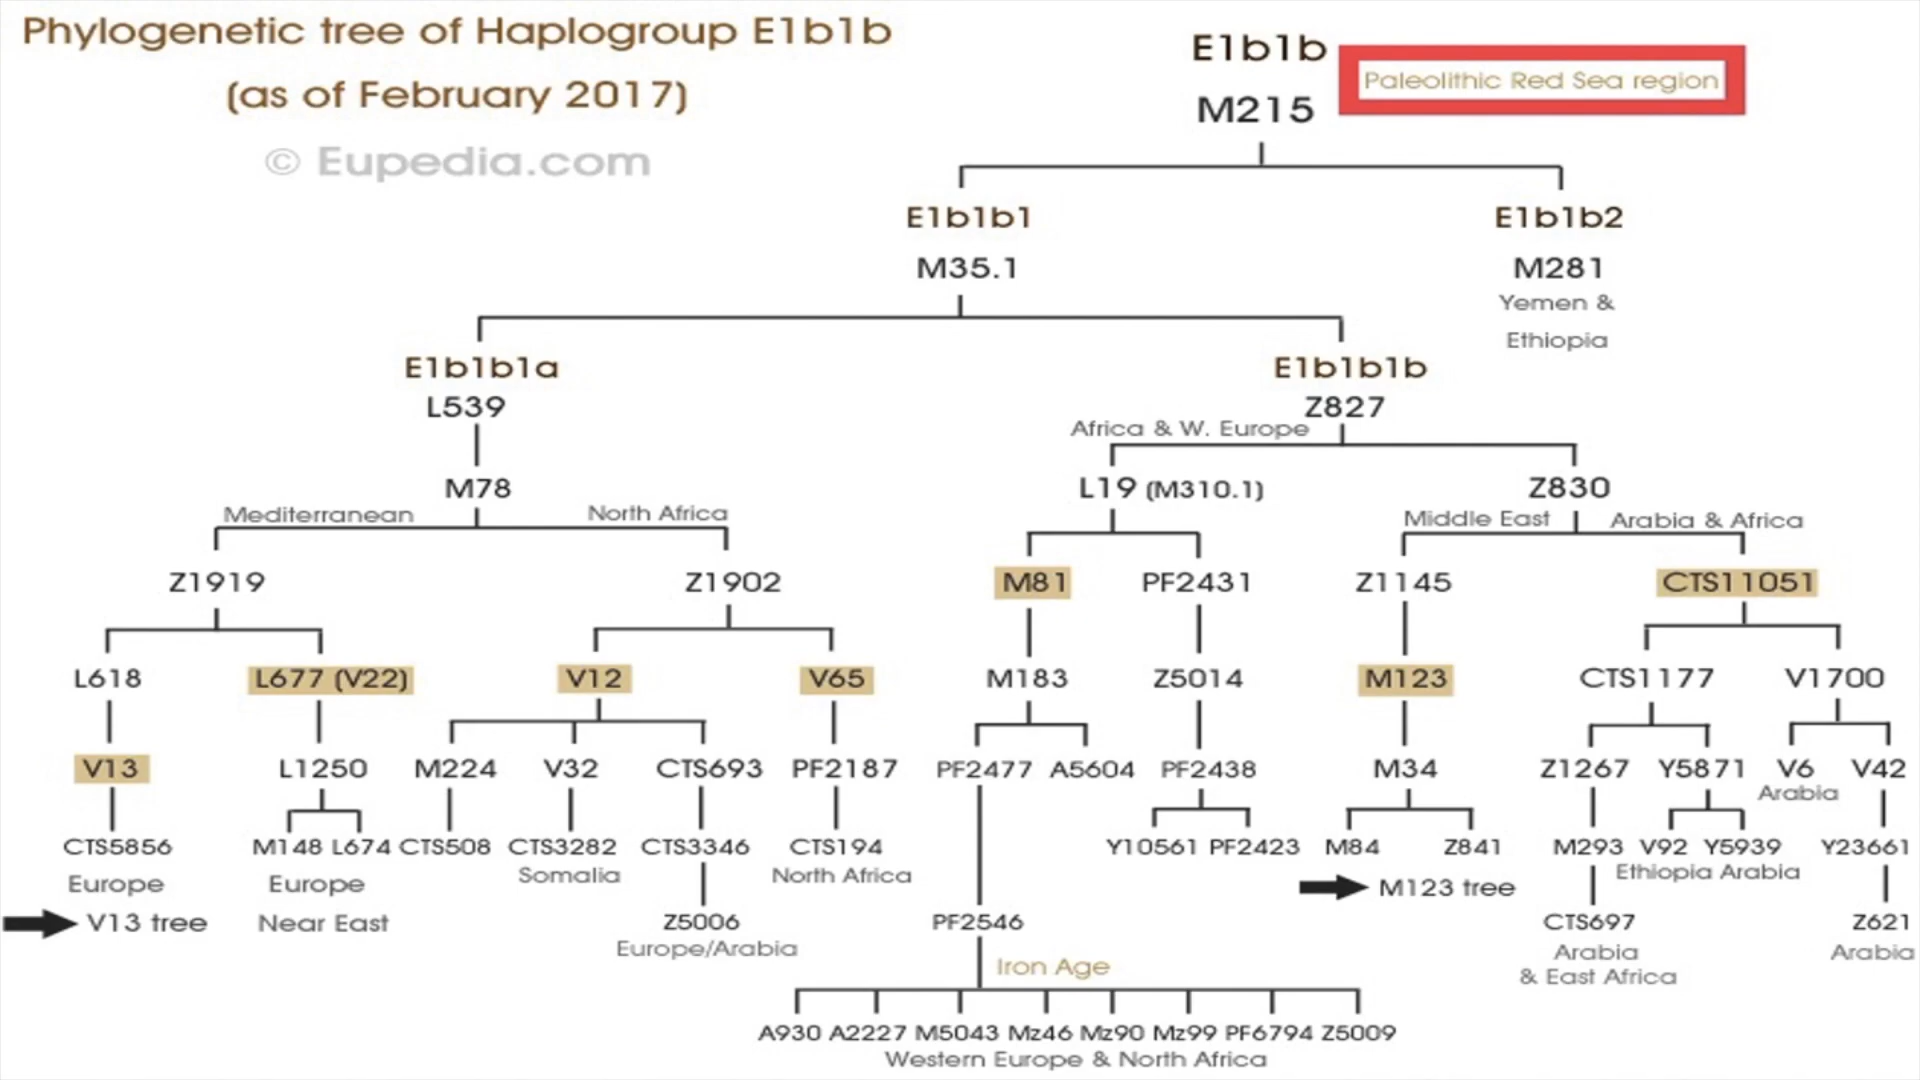 Phylogenetic tree of Haplogroup E1b1b
(as of February 2017)
© Eupedia.com
E1b1b
Paleolithic Red Sea region
M215
E1b1b1
E1b1b2
M35.1
M281
Yemen &
Ethiopia
E1b1b1a
E1b1b1b
L539
Z827
Africa & W. Europe
M78
L19 (M310.1)
Z830
Mediterranean
North Africa
Middle East
Arabia & Africa
Z1919
Z1902
M81
PF2431
Z1145
CTS11051
L618
L677 (V22)
V12
V65
M183
Z5014
M123
CTS1177
V1700
V13
L1250
M224
V32
CTS693
PF2187
PF2477
A5604
PF2438
M34
Z1267
Y5871
V6
V42
Arabia
CTS5856
M148
L674
CTS508
CTS3282
CTS3346
CTS194
Y10561
PF2423
M84
Z841
M293
V92
Y5939
Y23661
Europe
Europe
Somalia
North Africa
Ethiopia
Arabia
M123 tree
V13 tree
Near East
Z5006
PF2546
CTS697
Z621
Europe/Arabia
Arabia
& East Africa
Arabia
Iron Age
A930 A2227 M5043 Mz46 Mz90 Mz99 PF6794 Z5009
Western Europe & North Africa